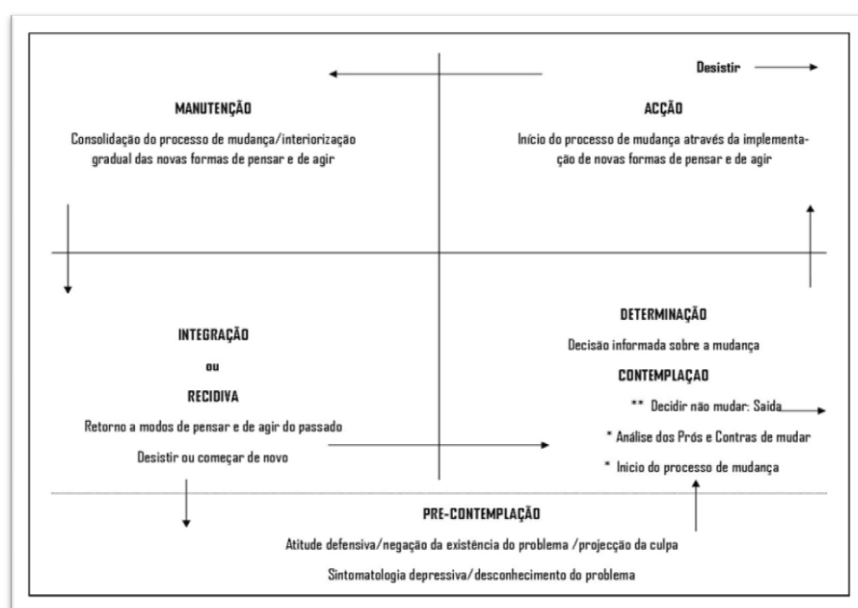 Desistir
MANUTENÇÃO
Consolidação do processo de mudança/interiorização
gradual das novas formas de pensar e de agir
ACÇÃO
Início do processo de mudança através da implementa-
ção de novas formas de pensar e de agir
INTEGRAÇÃO
ou
RECIDIVA
Retorno a modos de pensar e de agir do passado
Desistir ou começar de novo
DETERMINAÇÃO
Decisão informada sobre a mudança
CONTEMPLAÇAO
** Decidir não mudar: Saida
* Análise dos Prós e Contras de mudar
* Inicio do processo de mudança
PRE-CONTEMPLAÇÃO
Atitude defensiva/negação da existência do problema /projecção da culpa
Sintomatologia depressiva/desconhecimento do problema